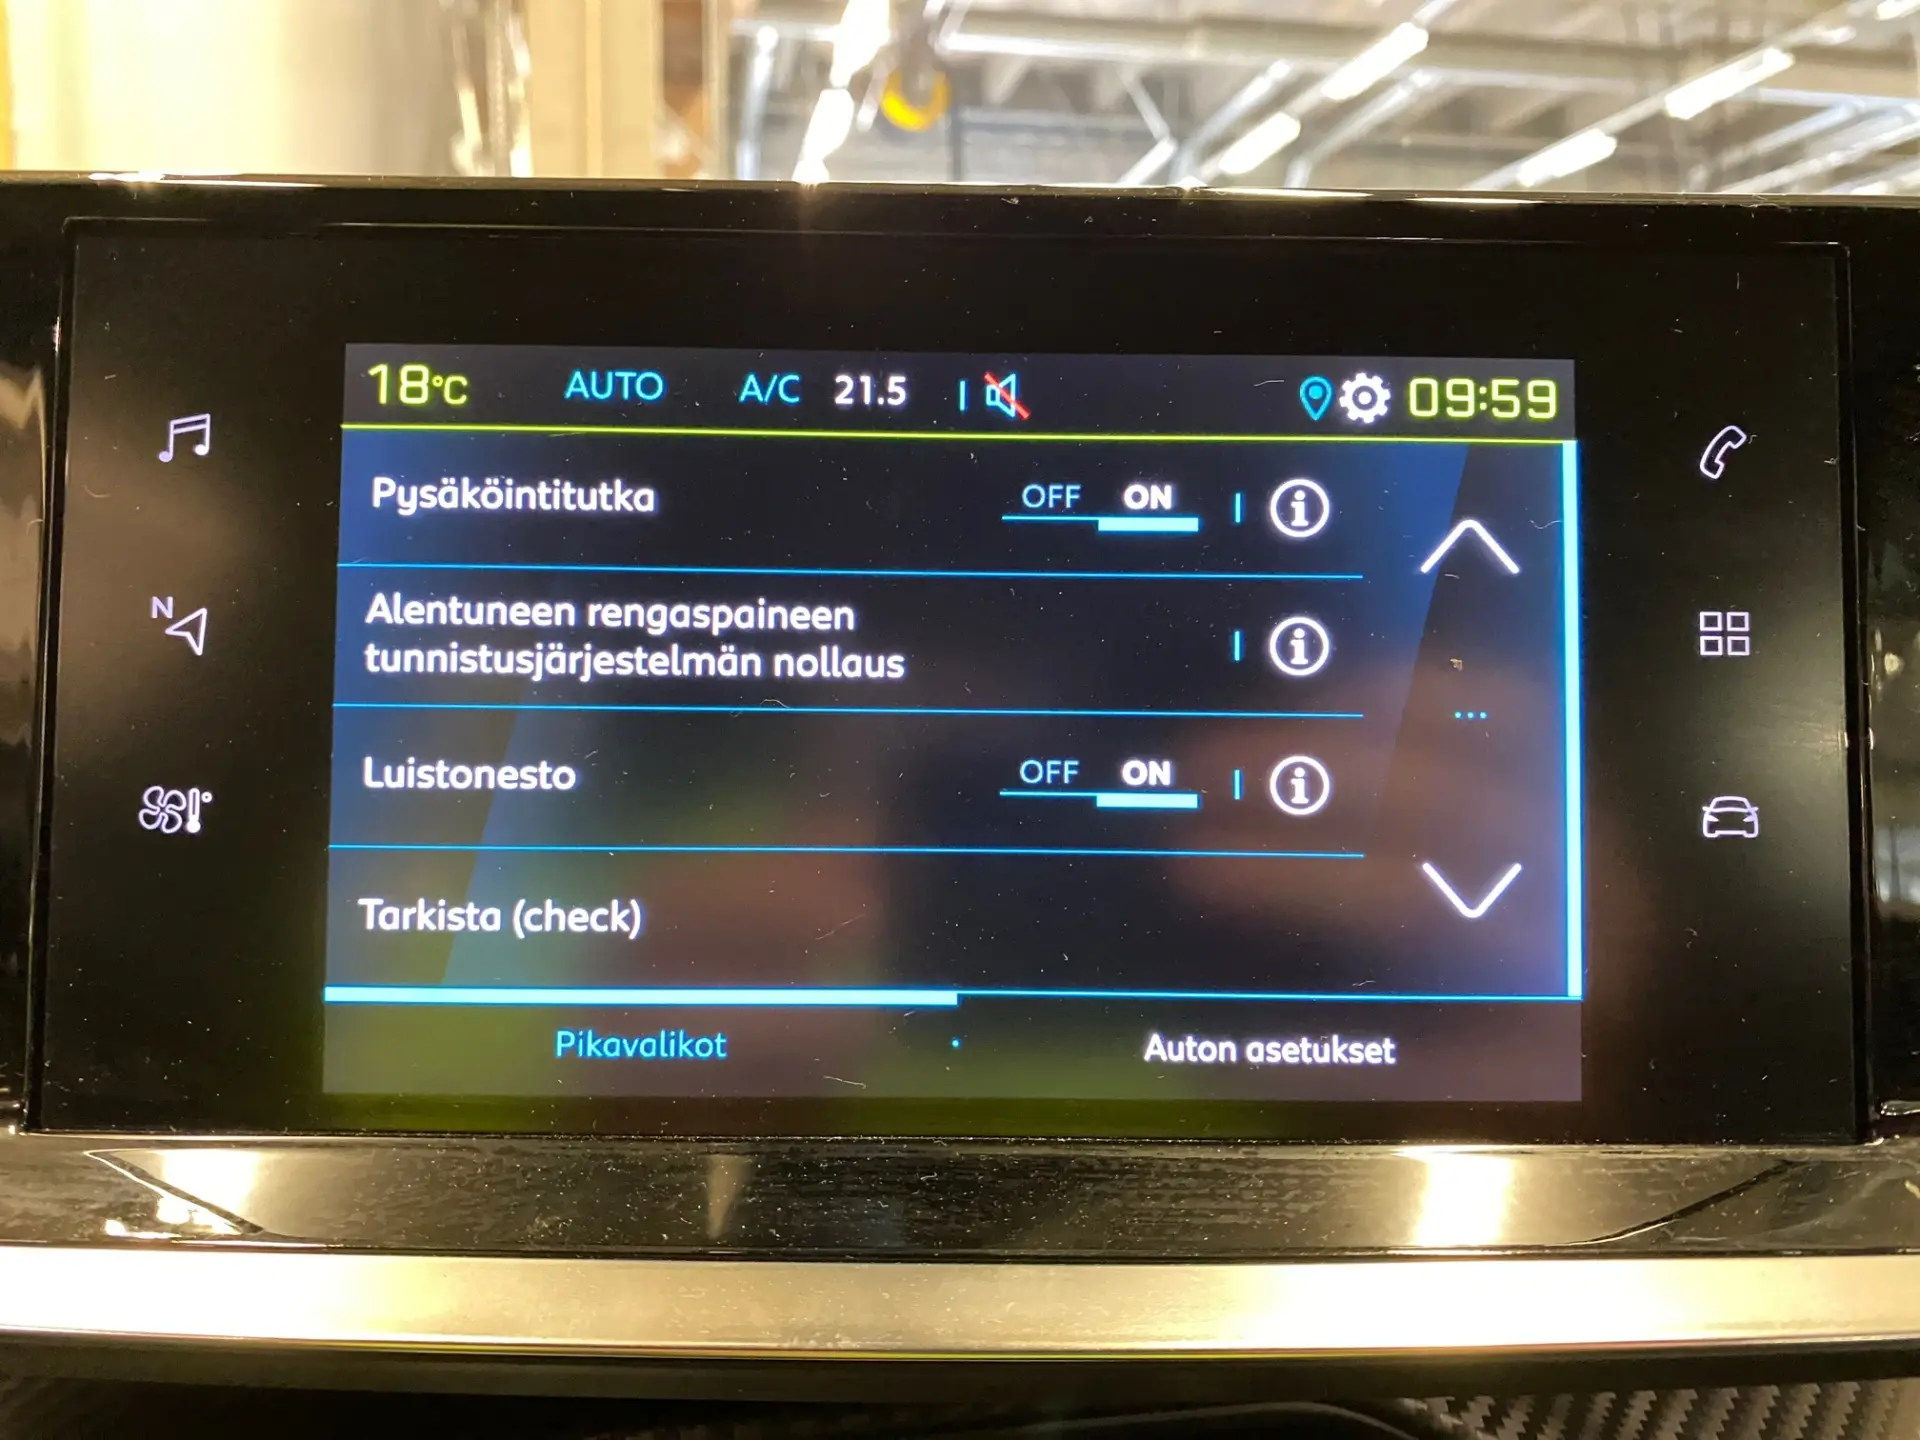 18°C AUTO A/C 21.5 09:59
Pysäköintitutka OFF ON
Alentuneen rengaspaineen
tunnistusjärjestelmän nollaus
Luistonesto OFF ON
Tarkista (check)
Pikavalikot Auton asetukset
N